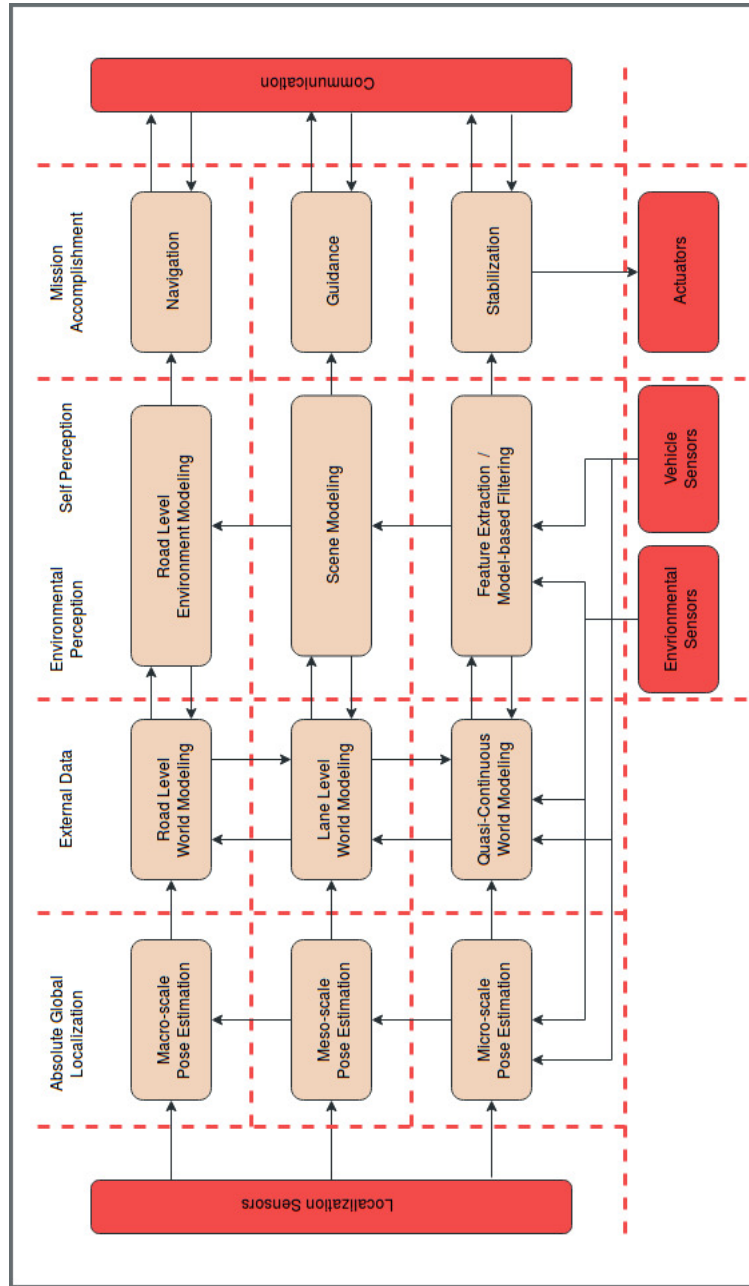 Absolute Global
Localization
External Data
Environmental
Perception
Self Perception
Mission
Accomplishment
Localization Sensors
Macro-scale
Pose Estimation
Road Level
World Modeling
Road Level
Environment Modeling
Navigation
Communication
Meso-scale
Pose Estimation
Lane Level
World Modeling
Scene Modeling
Guidance
Micro-scale
Pose Estimation
Quasi-Continuous
World Modeling
Feature Extraction /
Model-based Filtering
Stabilization
Envrionmental
Sensors
Vehicle
Sensors
Actuators